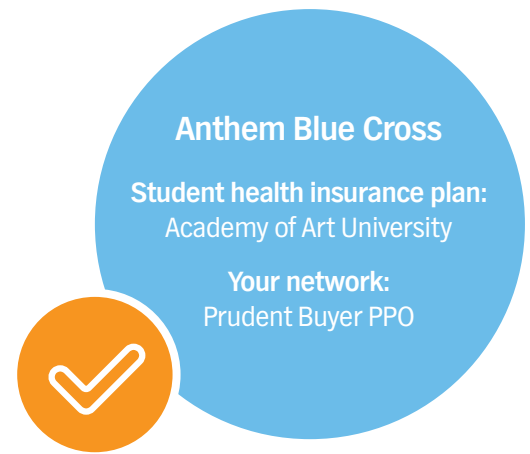 Anthem Blue Cross
Student health insurance plan:
Academy of Art University
Your network:
Prudent Buyer PPO